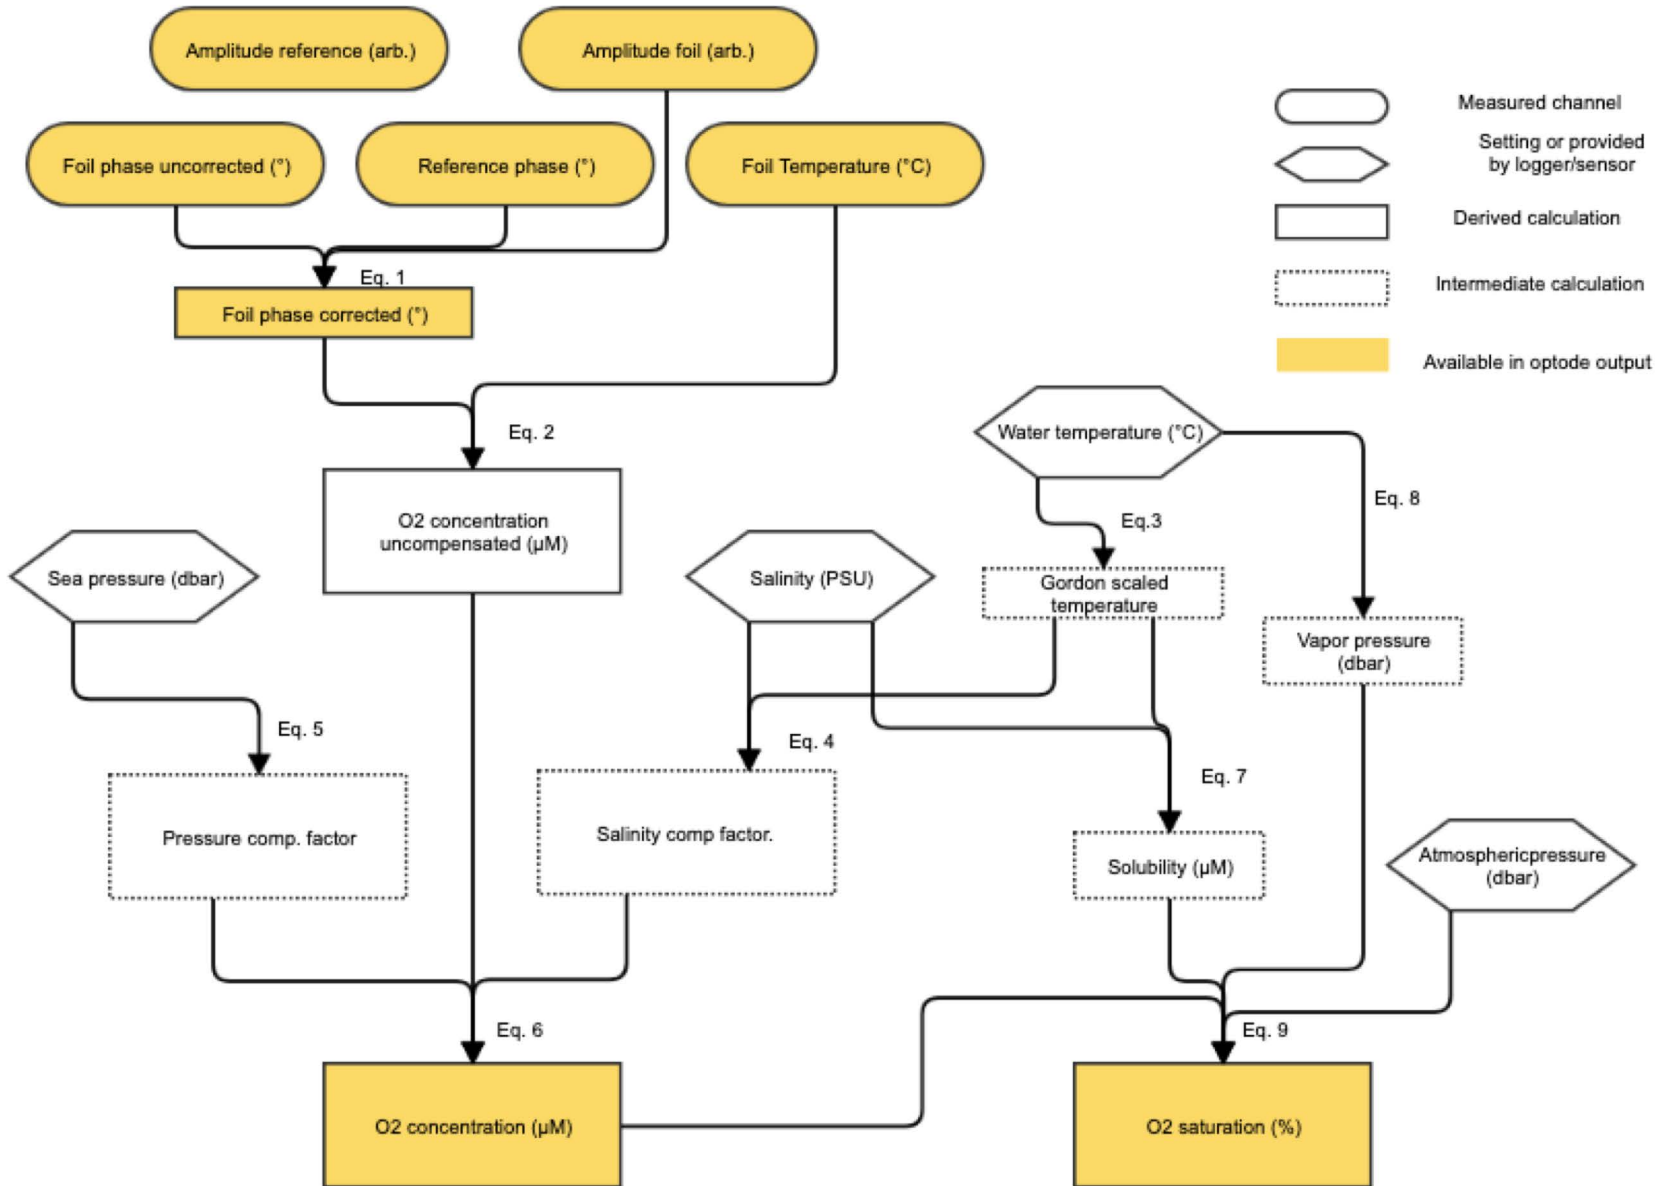 Amplitude reference (arb.)
Amplitude foil (arb.)
Measured channel
Setting or provided
by logger/sensor
Foil phase uncorrected (°)
Reference phase (°)
Foil Temperature (°C)
Derived calculation
Eq. 1
Intermediate calculation
Foil phase corrected (°)
Available in optode output
Eq. 2
Water temperature (°C)
Eq. 8
O2 concentration
uncompensated (µM)
Eq.3
Sea pressure (dbar)
Salinity (PSU)
Gordon scaled
temperature
Vapor pressure
(dbar)
Eq. 5
Eq. 4
Eq. 7
Pressure comp. factor
Salinity comp factor.
Solubility (µM)
Atmosphericpressure
(dbar)
Eq. 6
Eq. 9
O2 concentration (µM)
O2 saturation (%)